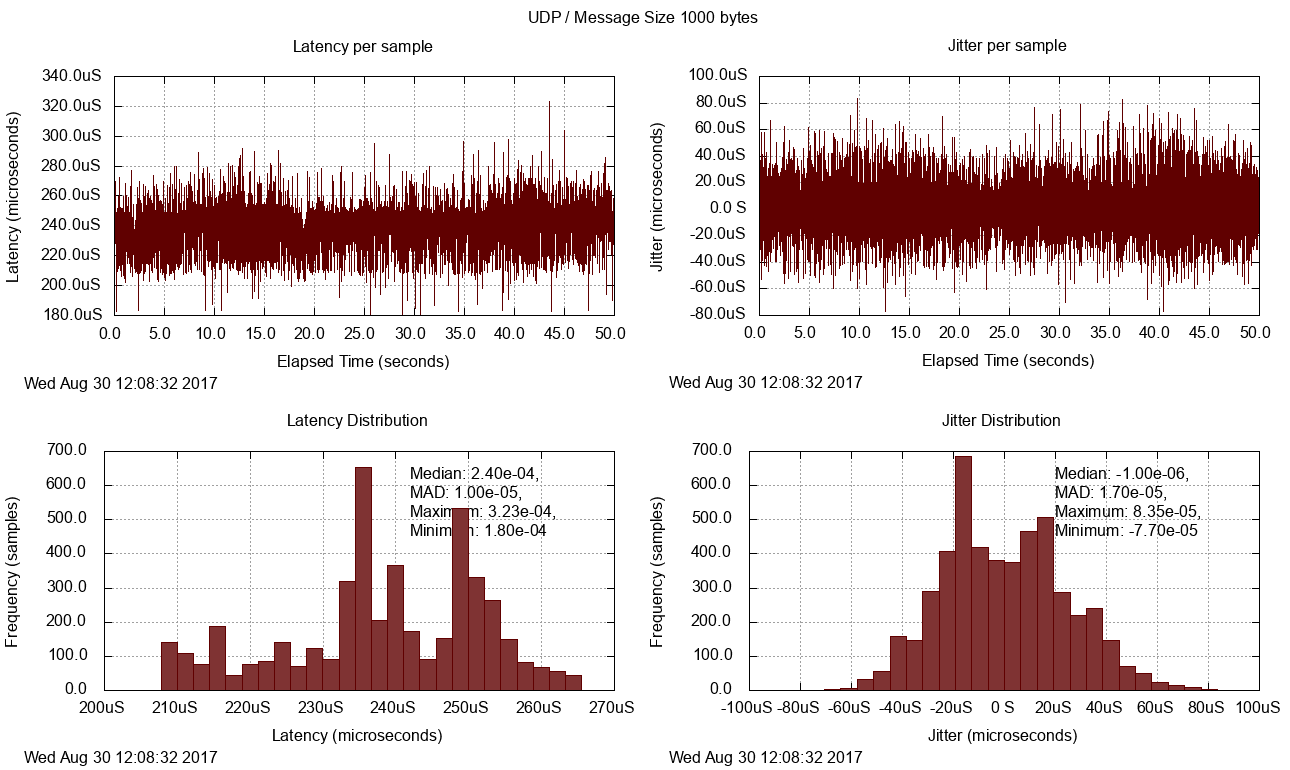 UDP / Message Size 1000 bytes
Latency per sample
340.0uS
320.0uS
300.0uS
280.0uS
260.0uS
240.0uS
220.0uS
200.0uS
180.0uS
Latency (microseconds)
0.0 5.0 10.0 15.0 20.0 25.0 30.0 35.0 40.0 45.0 50.0
Elapsed Time (seconds)
Wed Aug 30 12:08:32 2017
Jitter per sample
100.0uS
80.0uS
60.0uS
40.0uS
20.0uS
0.0 S
-20.0uS
-40.0uS
-60.0uS
-80.0uS
Jitter (microseconds)
0.0 5.0 10.0 15.0 20.0 25.0 30.0 35.0 40.0 45.0 50.0
Elapsed Time (seconds)
Wed Aug 30 12:08:32 2017
Latency Distribution
700.0
600.0
500.0
400.0
300.0
200.0
100.0
0.0
Frequency (samples)
Median: 2.40e-04,
MAD: 1.00e-05,
Maximum: 3.23e-04,
Minimum: 1.80e-04
200uS 210uS 220uS 230uS 240uS 250uS 260uS 270uS
Latency (microseconds)
Wed Aug 30 12:08:32 2017
Jitter Distribution
700.0
600.0
500.0
400.0
300.0
200.0
100.0
0.0
Frequency (samples)
Median: -1.00e-06,
MAD: 1.70e-05,
Maximum: 8.35e-05,
Minimum: -7.70e-05
-100uS -80uS -60uS -40uS -20uS 0 S 20uS 40uS 60uS 80uS 100uS
Jitter (microseconds)
Wed Aug 30 12:08:32 2017